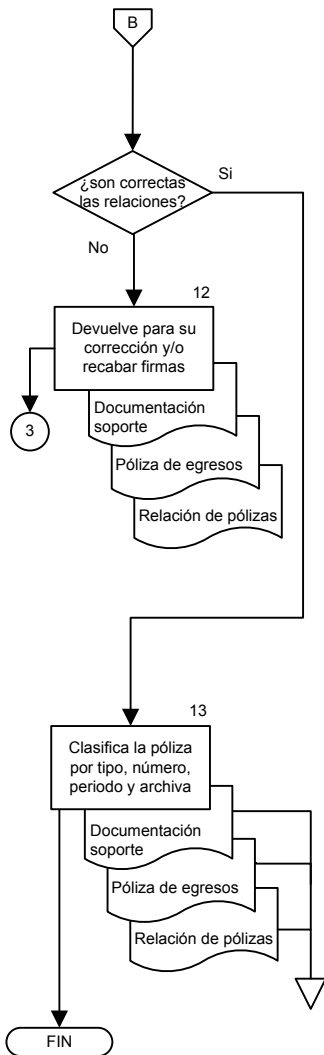 B
¿son correctas
las relaciones?
Si
No
12
Devuelve para su
corrección y/o
recabar firmas
3
Documentación
soporte
Póliza de egresos
Relación de pólizas
13
Clasifica la póliza
por tipo, número,
periodo y archiva
Documentación
soporte
Póliza de egresos
Relación de pólizas
FIN